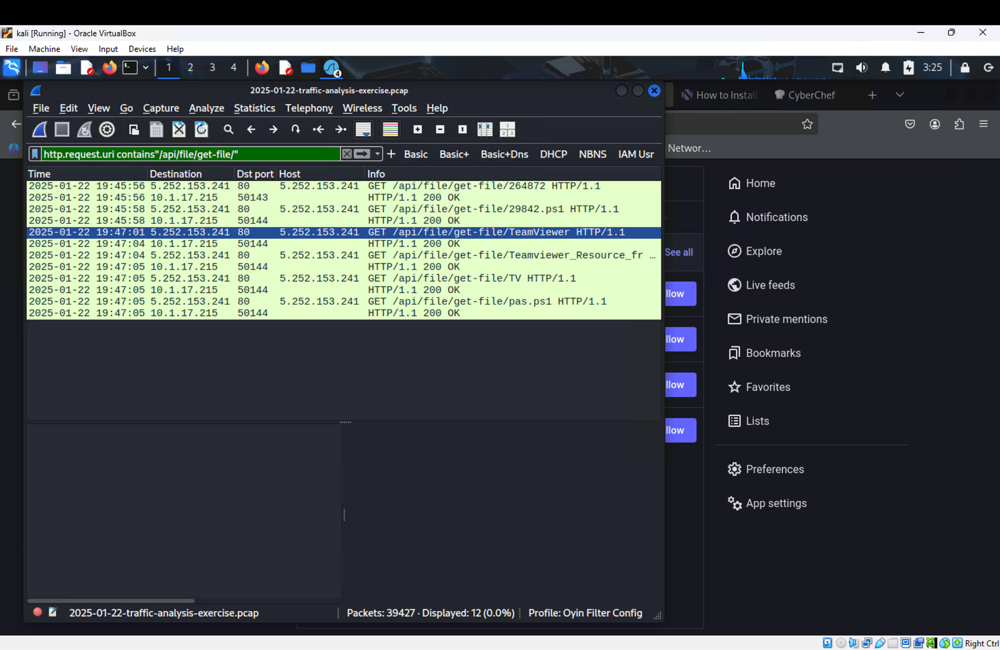 kali [Running] - Oracle VirtualBox
File Machine View Input Devices Help
1 2 3 4 4 3:25
2025-01-22-traffic-analysis-exercise.pcap
How to Install
CyberChef
File Edit View Go Capture Analyze Statistics Telephony Wireless Tools Help
http.request.uri contains"/api/file/get-file/"
Basic Basic+ Basic+Dns DHCP NBNS IAM Usr
Networ...
Time Destination Dst port Host Info
2025-01-22 19:45:56 5.252.153.241 80 5.252.153.241 GET /api/file/get-file/264872 HTTP/1.1
2025-01-22 19:45:56 10.1.17.215 50143 HTTP/1.1 200 OK
2025-01-22 19:45:58 5.252.153.241 80 5.252.153.241 GET /api/file/get-file/29842.ps1 HTTP/1.1
2025-01-22 19:45:58 10.1.17.215 50144 HTTP/1.1 200 OK
2025-01-22 19:47:01 5.252.153.241 80 5.252.153.241 GET /api/file/get-file/TeamViewer HTTP/1.1
2025-01-22 19:47:04 10.1.17.215 50144 HTTP/1.1 200 OK
2025-01-22 19:47:04 5.252.153.241 80 5.252.153.241 GET /api/file/get-file/Teamviewer_Resource_fr ...
2025-01-22 19:47:05 10.1.17.215 50144 HTTP/1.1 200 OK
2025-01-22 19:47:05 5.252.153.241 80 5.252.153.241 GET /api/file/get-file/TV HTTP/1.1
2025-01-22 19:47:05 10.1.17.215 50144 HTTP/1.1 200 OK
2025-01-22 19:47:05 5.252.153.241 80 5.252.153.241 GET /api/file/get-file/pas.ps1 HTTP/1.1
2025-01-22 19:47:05 10.1.17.215 50144 HTTP/1.1 200 OK
See all
llow
llow
llow
llow
Home
Notifications
Explore
Live feeds
Private mentions
Bookmarks
Favorites
Lists
Preferences
App settings
2025-01-22-traffic-analysis-exercise.pcap Packets: 39427 · Displayed: 12 (0.0%) Profile: Oyin Filter Config
Right Ctrl